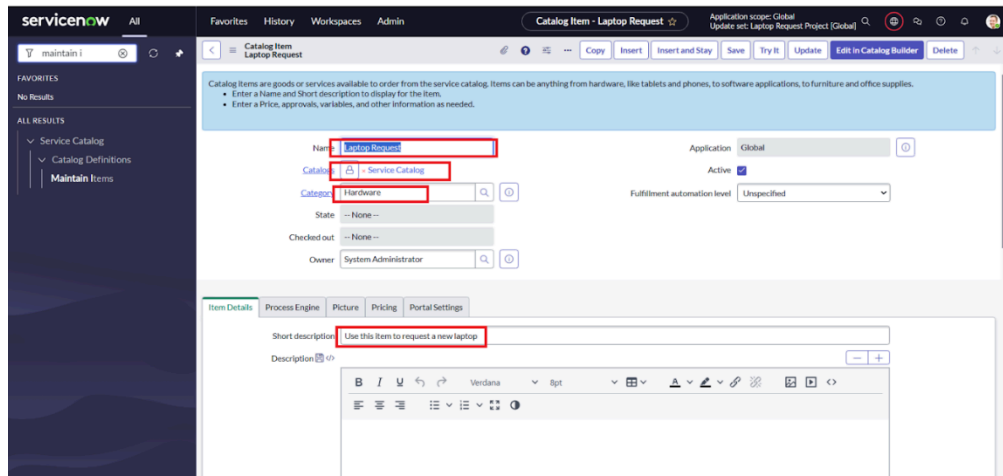 servicenow All Favorites History Workspaces Admin Catalog Item - Laptop Request Application scope: Global
Update set: Laptop Request Project [Global]
maintain i
Catalog Item
Laptop Request
Copy Insert Insert and Stay Save Try It Update Edit in Catalog Builder Delete
FAVORITES
No Results
ALL RESULTS
Service Catalog
Catalog Definitions
Maintain Items
Catalog items are goods or services available to order from the service catalog. Items can be anything from hardware, like tablets and phones, to software applications, to furniture and office supplies.
• Enter a Name and Short description to display for the item.
• Enter a Price, approvals, variables, and other information as needed.
Name Laptop Request Application Global
Catalogs Service Catalog Active
Category Hardware Fulfillment automation level Unspecified
State -- None --
Checked out -- None --
Owner System Administrator
Item Details Process Engine Picture Pricing Portal Settings
Short description Use this item to request a new laptop
Description
B I U Verdana 8pt A